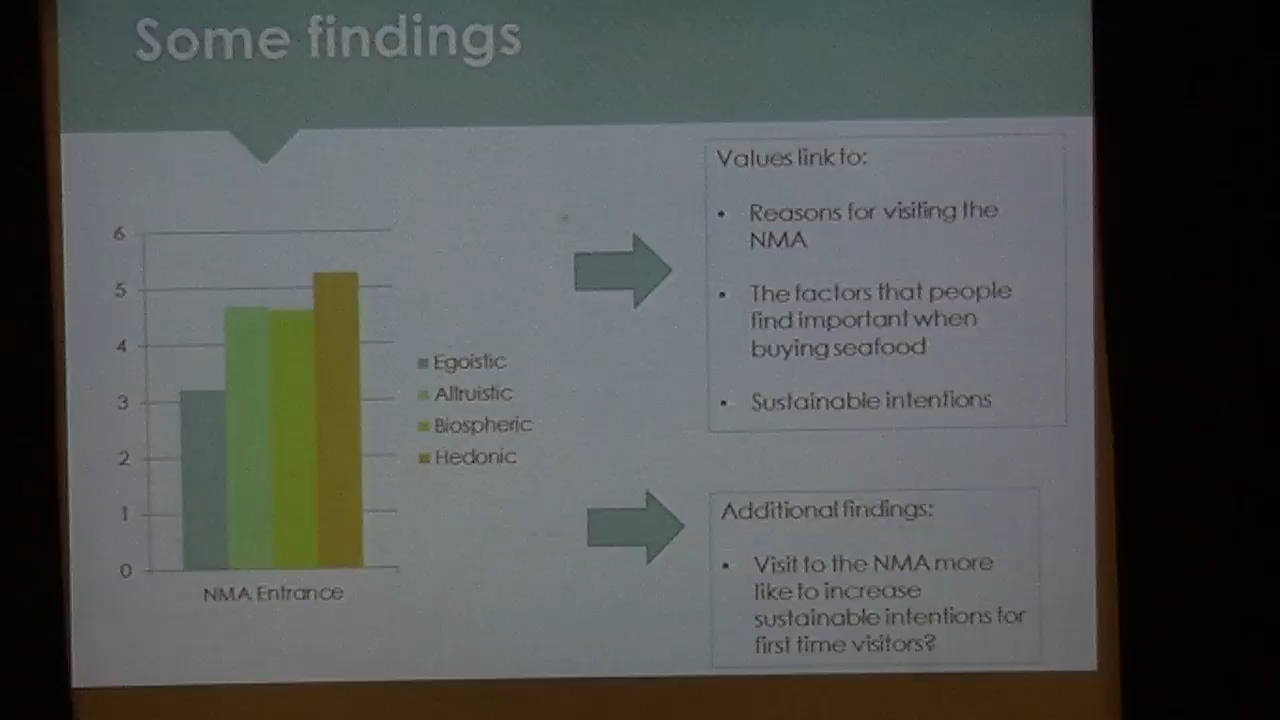 Some findings
6
5
4
3
2
1
0
NMA Entrance
Egoistic
Altruistic
Biospheric
Hedonic
Values link to:
• Reasons for visiting the
NMA
• The factors that people
find important when
buying seafood
• Sustainable intentions
Additional findings:
• Visit to the NMA more
like to increase
sustainable intentions for
first time visitors?